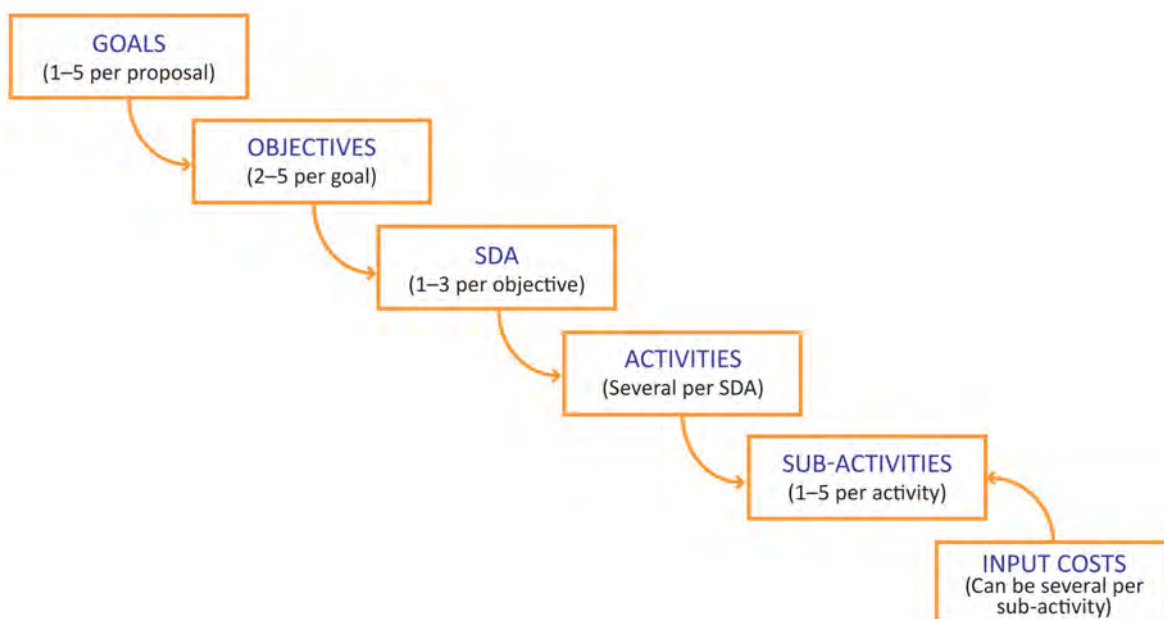 GOALS
(1–5 per proposal)
OBJECTIVES
(2–5 per goal)
SDA
(1–3 per objective)
ACTIVITIES
(Several per SDA)
SUB-ACTIVITIES
(1–5 per activity)
INPUT COSTS
(Can be several per
sub-activity)